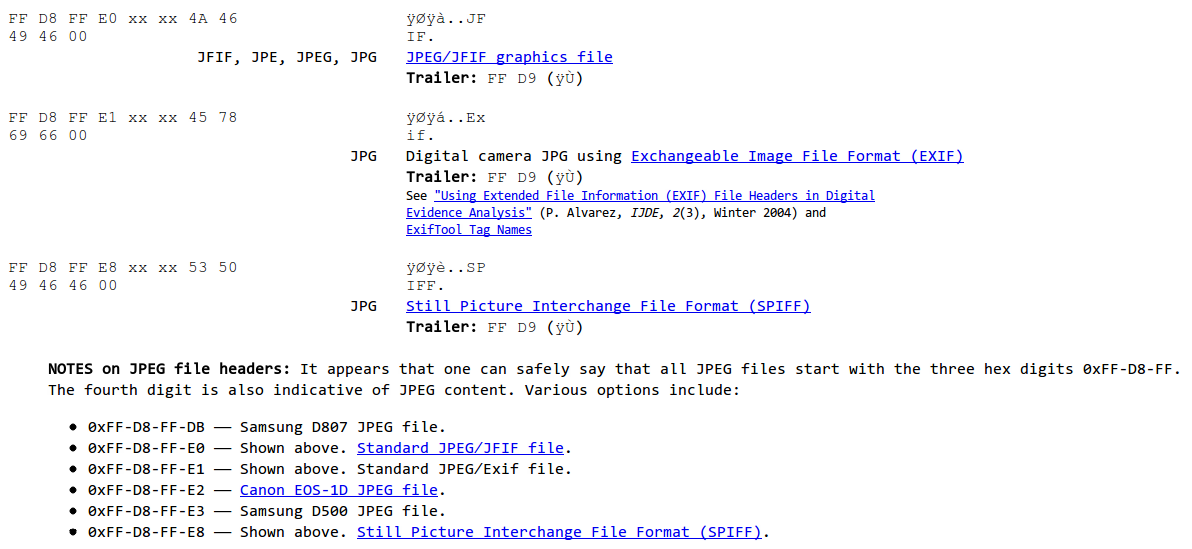 FF D8 FF E0 xx xx 4A 46 ÿØÿà..JF
49 46 00 IF.
JFIF, JPE, JPEG, JPG JPEG/JFIF graphics file
Trailer: FF D9 (ÿÙ)
FF D8 FF E1 xx xx 45 78 ÿØÿá..Ex
69 66 00 if.
JPG Digital camera JPG using Exchangeable Image File Format (EXIF)
Trailer: FF D9 (ÿÙ)
See "Using Extended File Information (EXIF) File Headers in Digital
Evidence Analysis" (P. Alvarez, IJDE, 2(3), Winter 2004) and
ExifTool Tag Names
FF D8 FF E8 xx xx 53 50 ÿØÿè..SP
49 46 46 00 IFF.
JPG Still Picture Interchange File Format (SPIFF)
Trailer: FF D9 (ÿÙ)
NOTES on JPEG file headers: It appears that one can safely say that all JPEG files start with the three hex digits 0xFF-D8-FF.
The fourth digit is also indicative of JPEG content. Various options include:
• 0xFF-D8-FF-DB — Samsung D807 JPEG file.
• 0xFF-D8-FF-E0 — Shown above. Standard JPEG/JFIF file.
• 0xFF-D8-FF-E1 — Shown above. Standard JPEG/Exif file.
• 0xFF-D8-FF-E2 — Canon EOS-1D JPEG file.
• 0xFF-D8-FF-E3 — Samsung D500 JPEG file.
• 0xFF-D8-FF-E8 — Shown above. Still Picture Interchange File Format (SPIFF).